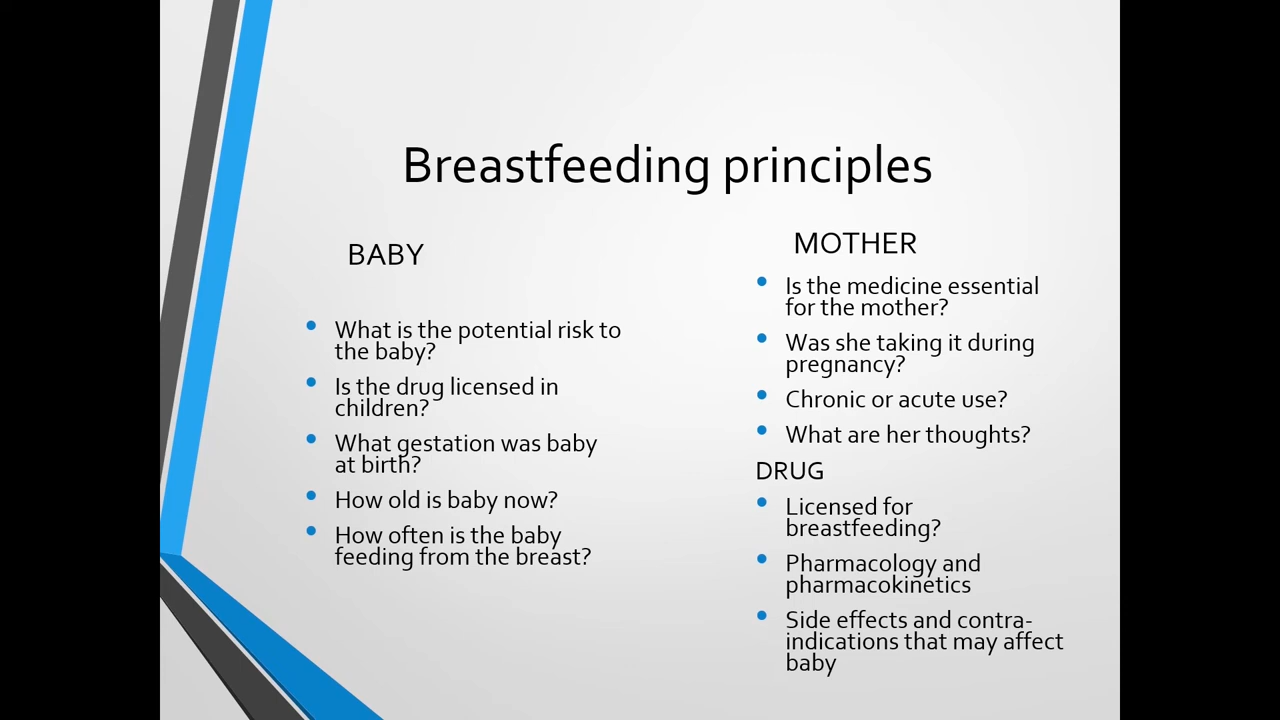 Breastfeeding principles
BABY
What is the potential risk to
the baby?
Is the drug licensed in
children?
What gestation was baby
at birth?
How old is baby now?
How often is the baby
feeding from the breast?
MOTHER
Is the medicine essential
for the mother?
Was she taking it during
pregnancy?
Chronic or acute use?
What are her thoughts?
DRUG
Licensed for
breastfeeding?
Pharmacology and
pharmacokinetics
Side effects and contra-
indications that may affect
baby